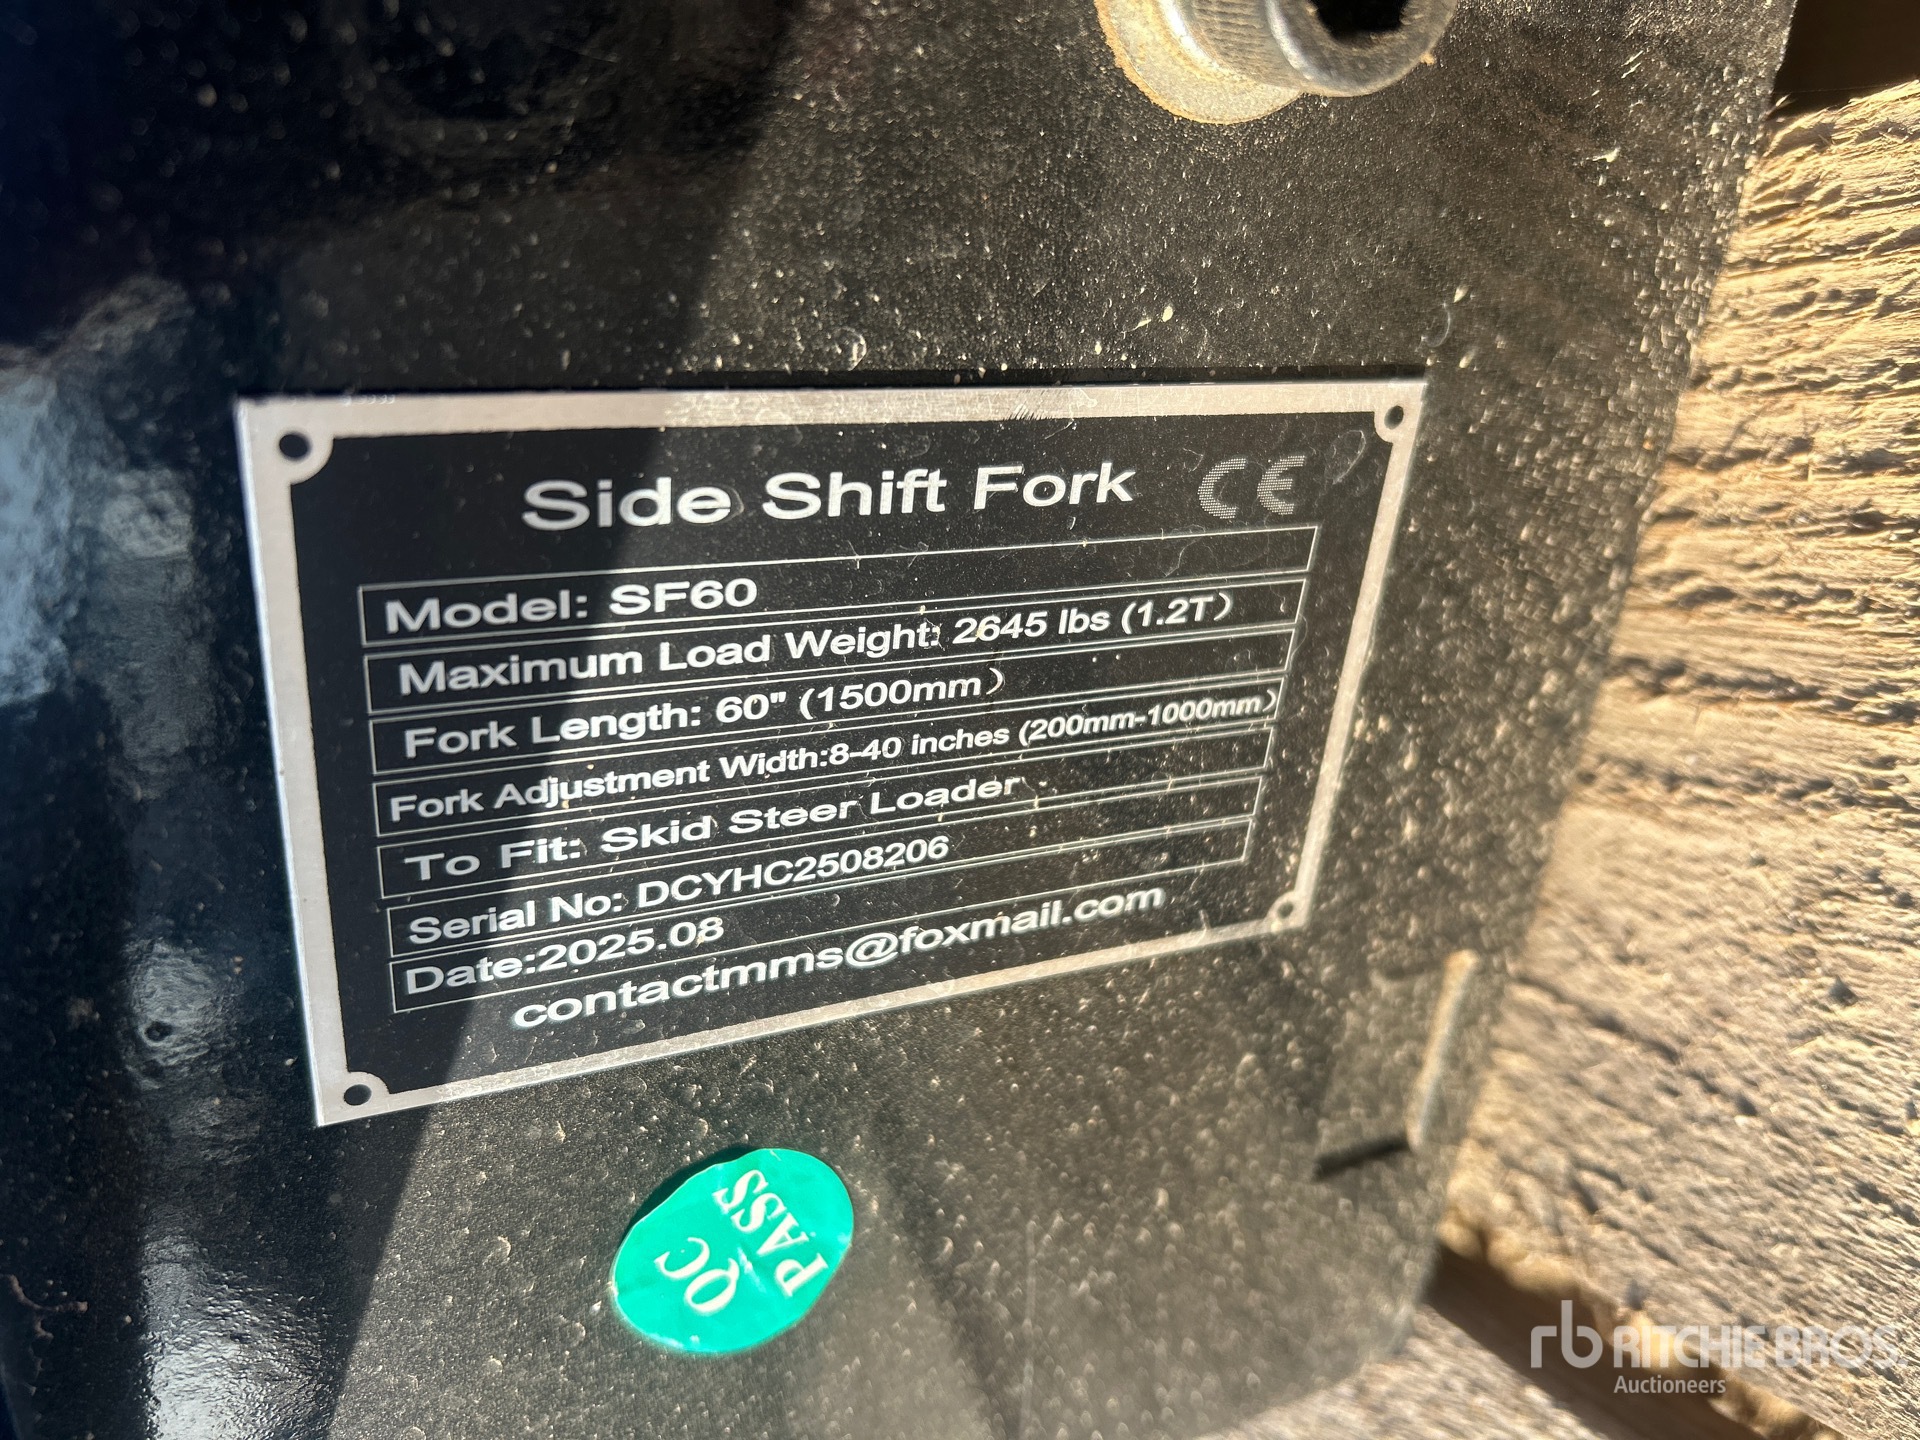 Side Shift Fork CE
Model: SF60
Maximum Load Weight: 2645 lbs (1.2T)
Fork Length: 60" (1500mm)
Fork Adjustment Width:8-40 inches (200mm-1000mm)
To Fit: Skid Steer Loader
Serial No: DCYHC2508206
Date:2025.08
contactmms@foxmail.com
QC
PASS
rb RITCHIE BROS.
Auctioneers